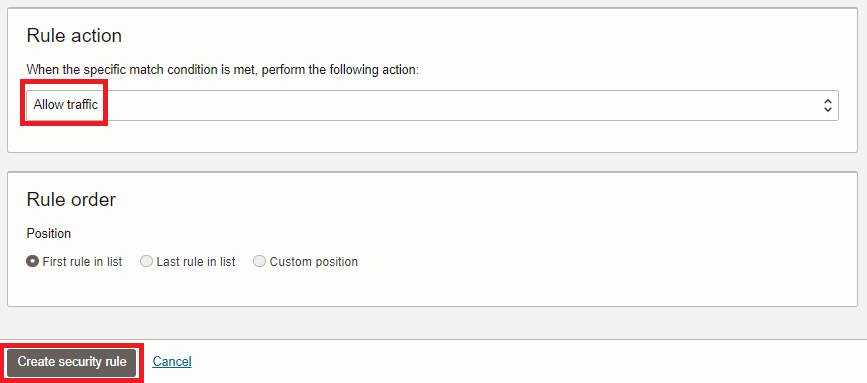 Rule action
When the specific match condition is met, perform the following action:
Allow traffic
Rule order
Position
First rule in list Last rule in list Custom position
Create security rule Cancel